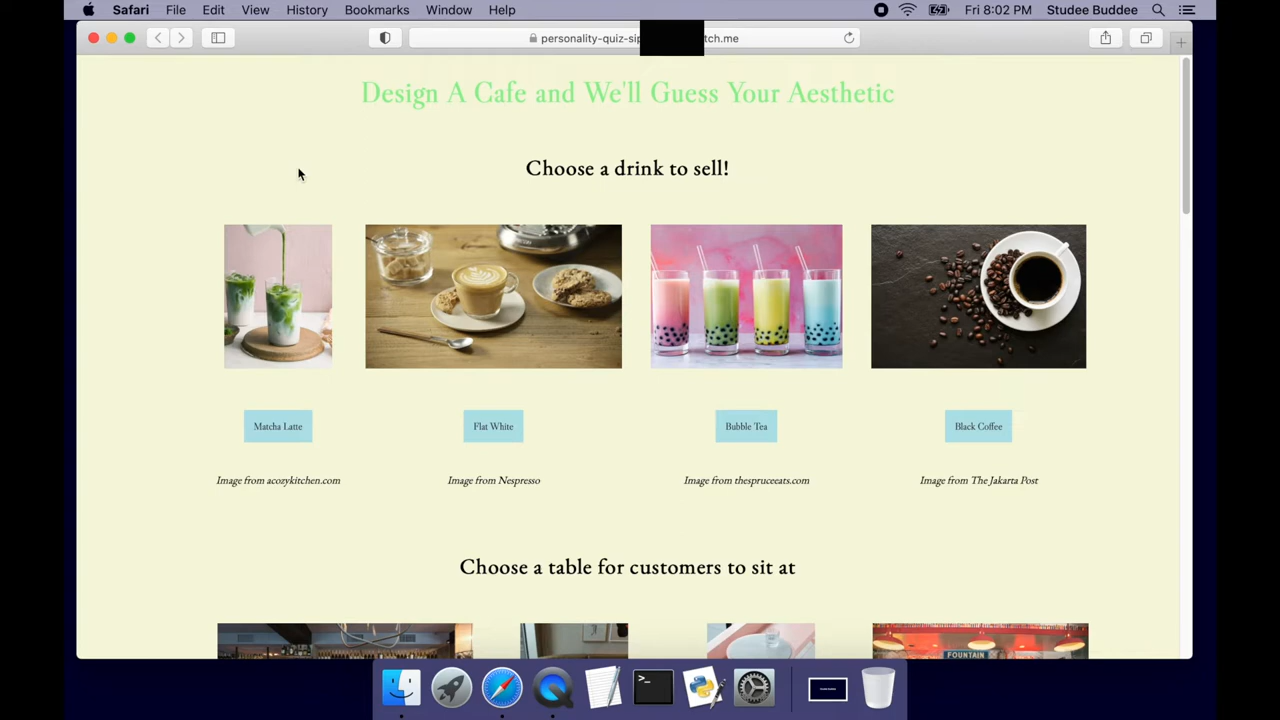 Safari File Edit View History Bookmarks Window Help Fri 8:02 PM Studee Buddee
tch.me
Design A Cafe and We'll Guess Your Aesthetic
Choose a drink to sell!
Matcha Latte Flat White Bubble Tea Black Coffee
Image from acozykitchen.com Image from Nespresso Image from thespruceeats.com Image from The Jakarta Post
Choose a table for customers to sit at
FOUNTAIN
>_